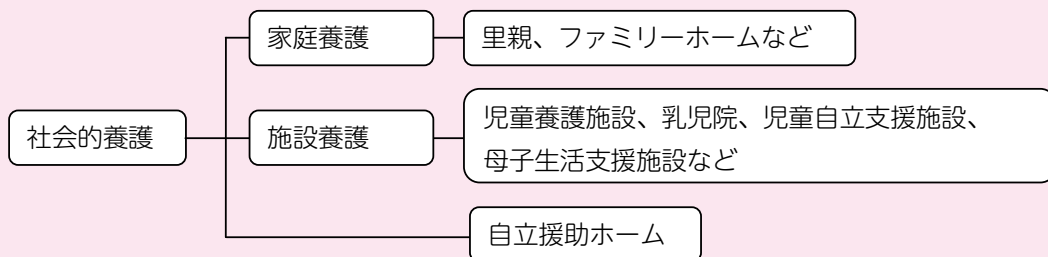 家庭養護
里親、ファミリーホームなど
社会的養護
施設養護
児童養護施設、乳児院、児童自立支援施設、
母子生活支援施設など
自立援助ホーム